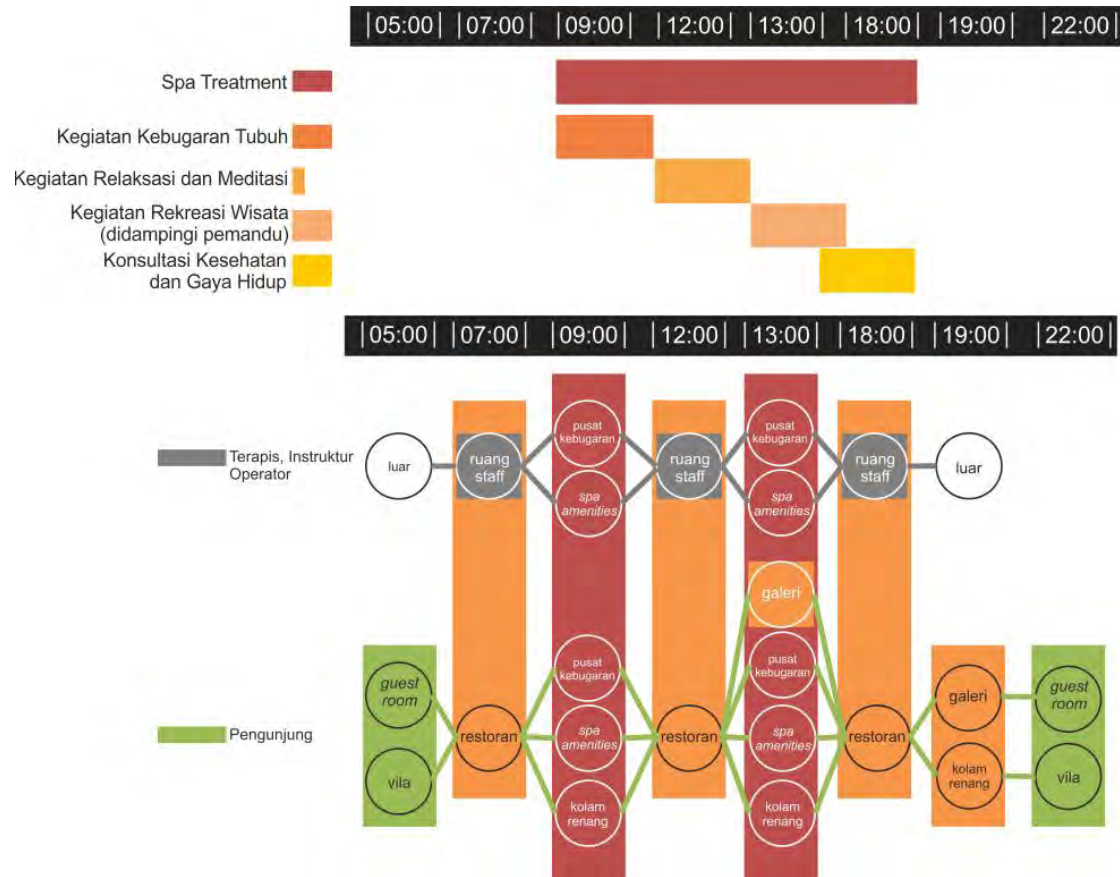 |05:00| |07:00| |09:00| |12:00| |13:00| |18:00| |19:00| |22:00|
Spa Treatment
Kegiatan Kebugaran Tubuh
Kegiatan Relaksasi dan Meditasi
Kegiatan Rekreasi Wisata
(didampingi pemandu)
Konsultasi Kesehatan
dan Gaya Hidup
|05:00| |07:00| |09:00| |12:00| |13:00| |18:00| |19:00| |22:00|
Terapis, Instruktur
Operator
luar
ruang
staff
pusat
kebugaran
spa
amenities
ruang
staff
pusat
kebugaran
spa
amenities
ruang
staff
luar
Pengunjung
guest
room
vila
restoran
pusat
kebugaran
spa
amenities
kolam
renang
restoran
galeri
pusat
kebugaran
spa
amenities
kolam
renang
restoran
galeri
kolam
renang
guest
room
vila